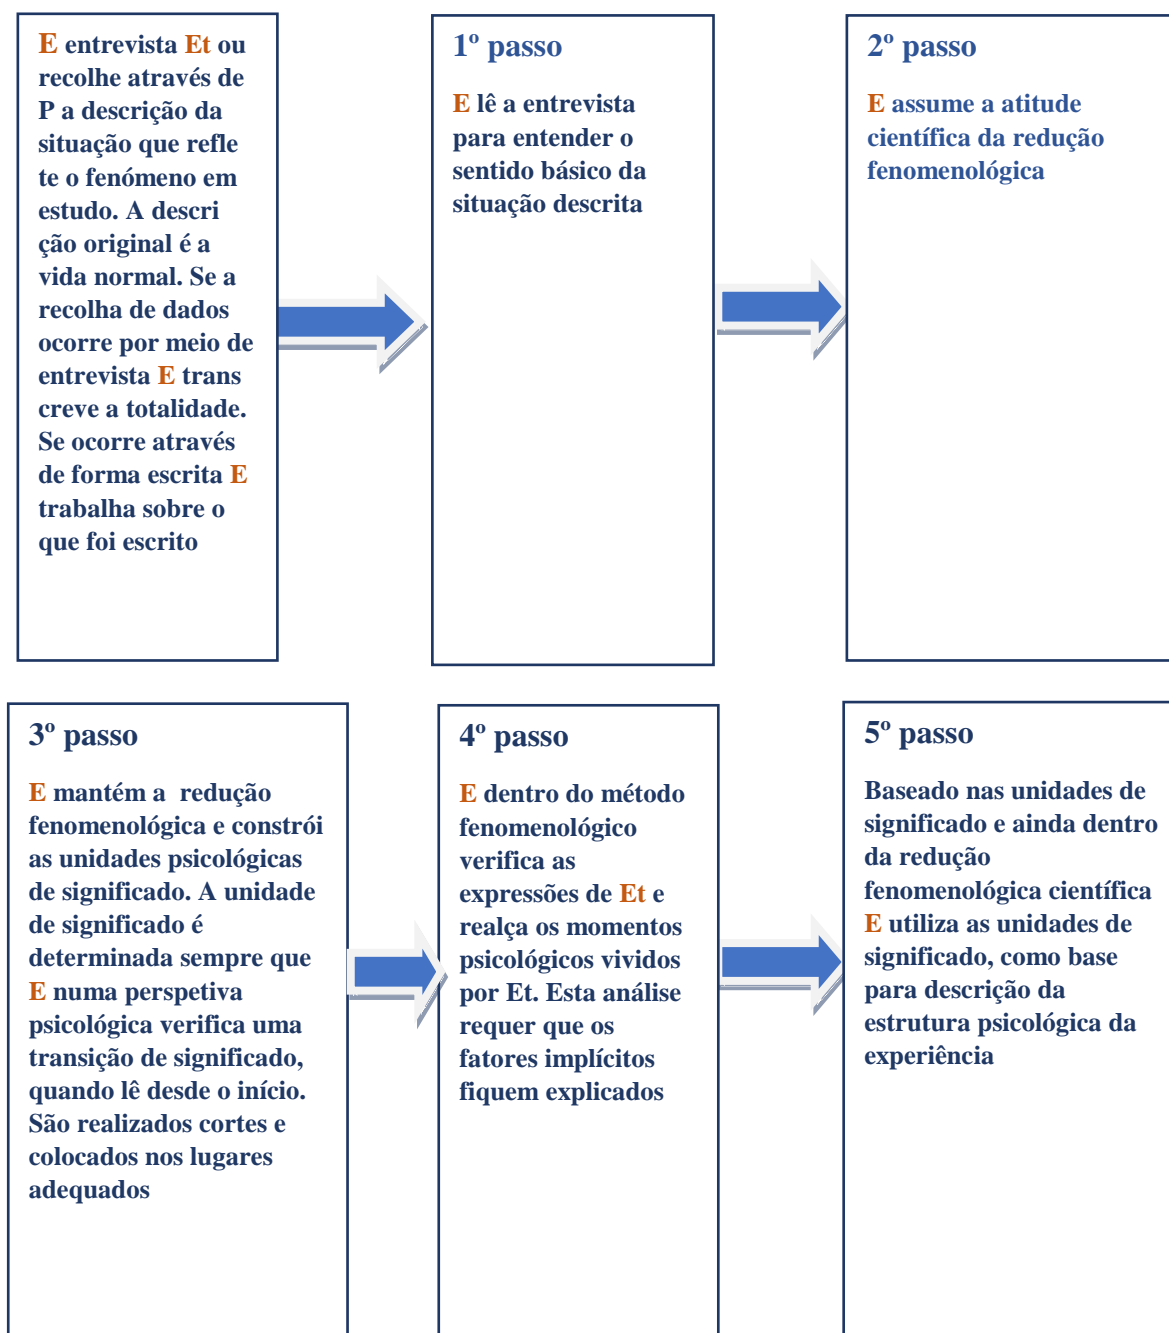 E entrevista Et ou
recolhe através de
P a descrição da
situação que refle
te o fenómeno em
estudo. A descri
ção original é a
vida normal. Se a
recolha de dados
ocorre por meio de
entrevista E trans
creve a totalidade.
Se ocorre através
de forma escrita E
trabalha sobre o
que foi escrito
1º passo
E lê a entrevista
para entender o
sentido básico da
situação descrita
2º passo
E assume a atitude
científica da redução
fenomenológica
3º passo
E mantém a redução
fenomenológica e constrói
as unidades psicológicas
de significado. A unidade
de significado é
determinada sempre que
E numa perspetiva
psicológica verifica uma
transição de significado,
quando lê desde o início.
São realizados cortes e
colocados nos lugares
adequados
4º passo
E dentro do método
fenomenológico
verifica as
expressões de Et e
realça os momentos
psicológicos vividos
por Et. Esta análise
requer que os
fatores implícitos
fiquem explicados
5º passo
Baseado nas unidades de
significado e ainda dentro
da redução
fenomenológica científica
E utiliza as unidades de
significado, como base
para descrição da
estrutura psicológica da
experiência